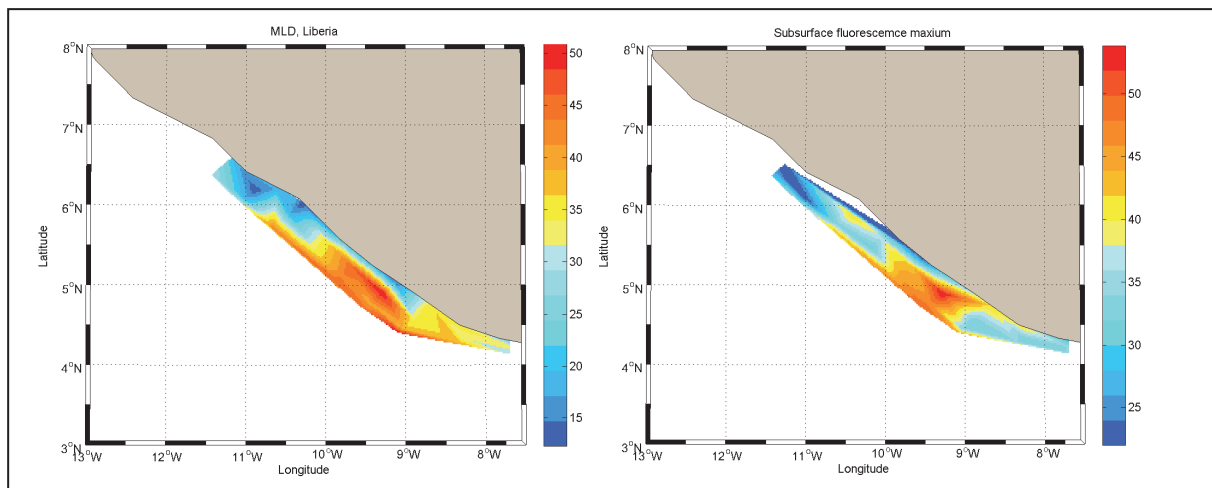 MLD, Liberia
8°N
7°N
6°N
5°N
4°N
3°N
Latitude
13°W
12°W
11°W
10°W
9°W
8°W
Longitude
50
45
40
35
30
25
20
15
Subsurface fluorescemce maxium
8°N
7°N
6°N
5°N
4°N
3°N
Latitude
13°W
12°W
11°W
10°W
9°W
8°W
Longitude
50
45
40
35
30
25